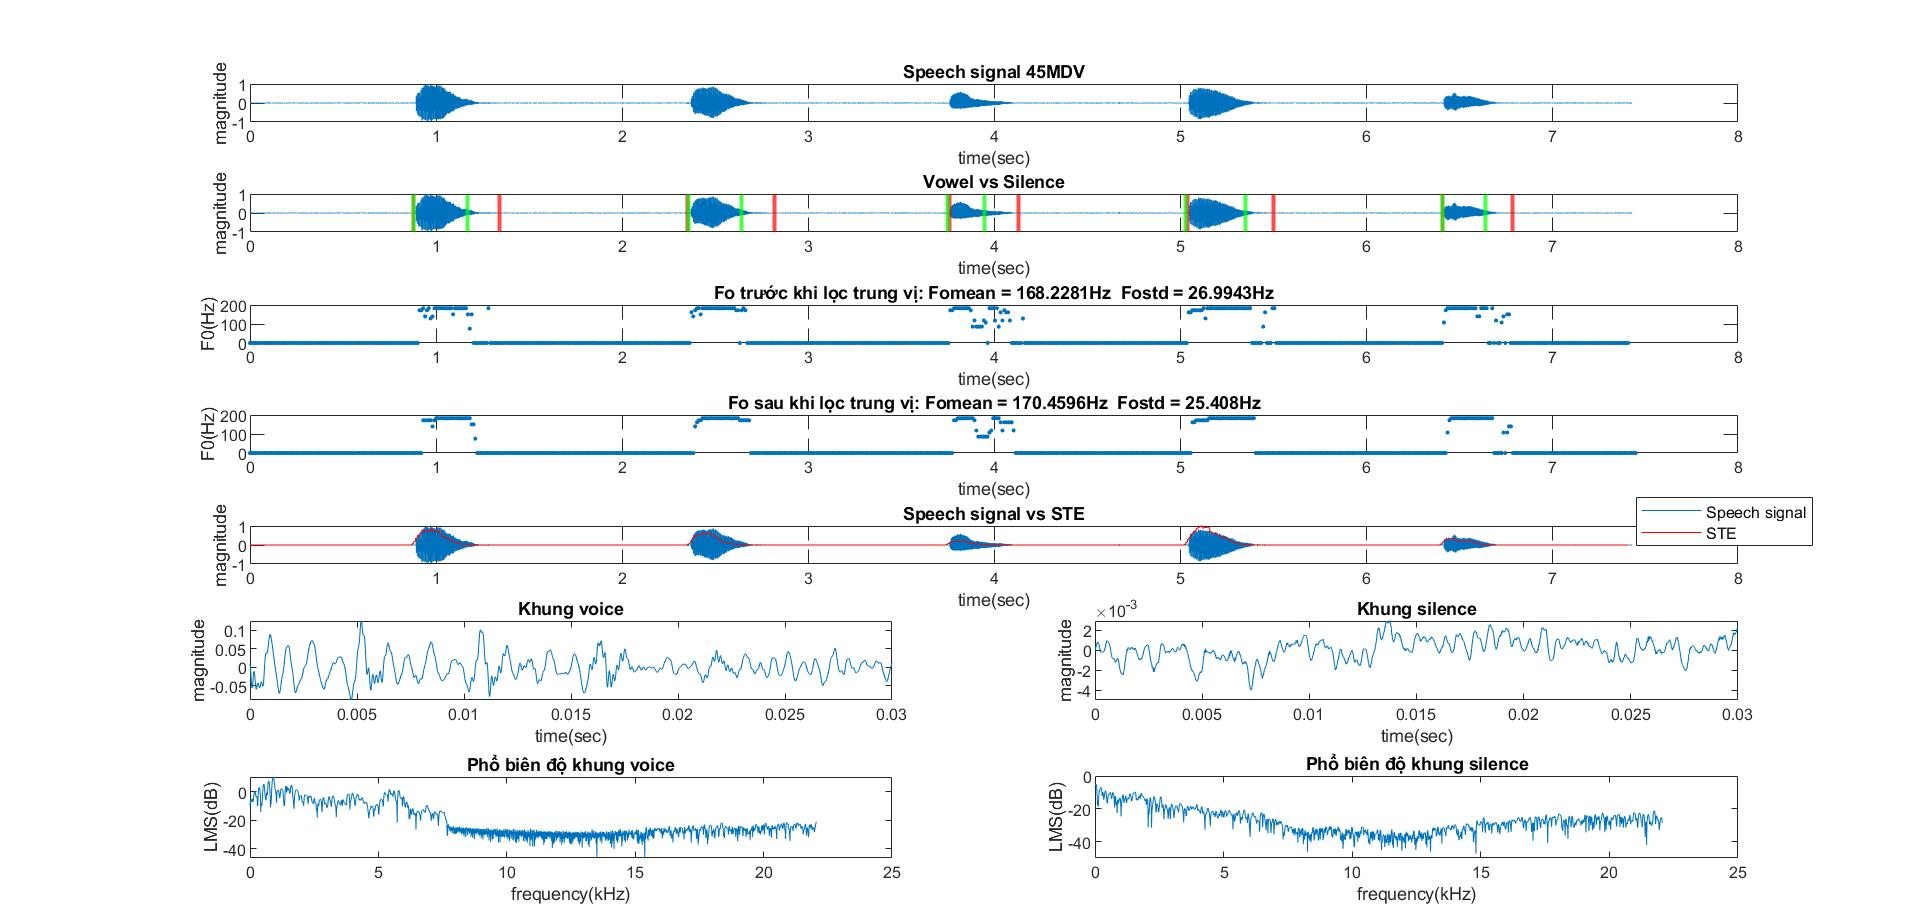 Speech signal 45MDV
magnitude
1
0
-1
0 1 2 3 4 5 6 7 8
time(sec)
Vowel vs Silence
magnitude
1
0
-1
0 1 2 3 4 5 6 7 8
time(sec)
Fo trước khi lọc trung vị: Fomean = 168.2281Hz Fostd = 26.9943Hz
F0(Hz)
200
100
0
0 1 2 3 4 5 6 7 8
time(sec)
Fo sau khi lọc trung vị: Fomean = 170.4596Hz Fostd = 25.408Hz
F0(Hz)
200
100
0
0 1 2 3 4 5 6 7 8
time(sec)
Speech signal vs STE
magnitude
1
0
-1
0 1 2 3 4 5 6 7 8
time(sec)
Speech signal
STE
Khung voice
magnitude
0.1
0.05
0
-0.05
0 0.005 0.01 0.015 0.02 0.025 0.03
time(sec)
Khung silence
×10-3
magnitude
2
0
-2
-4
0 0.005 0.01 0.015 0.02 0.025 0.03
time(sec)
Phổ biên độ khung voice
LMS(dB)
0
-20
-40
0 5 10 15 20 25
frequency(kHz)
Phổ biên độ khung silence
LMS(dB)
0
-20
-40
0 5 10 15 20 25
frequency(kHz)